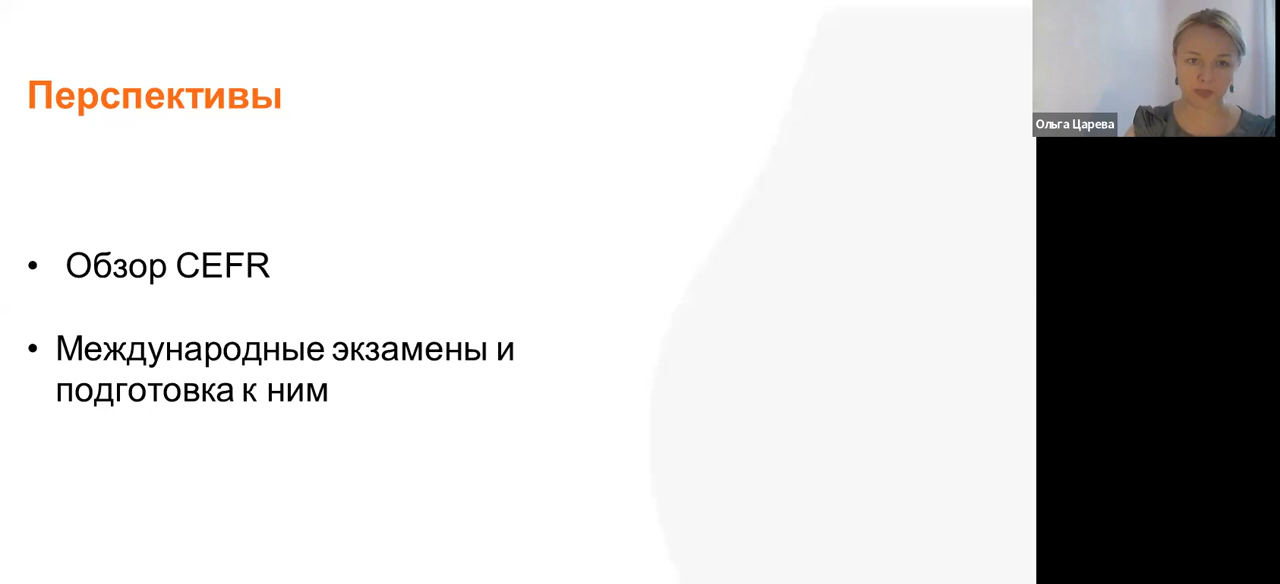 Перспективы
• Обзор CEFR
• Международные экзамены и
подготовка к ним
Ольга Царева